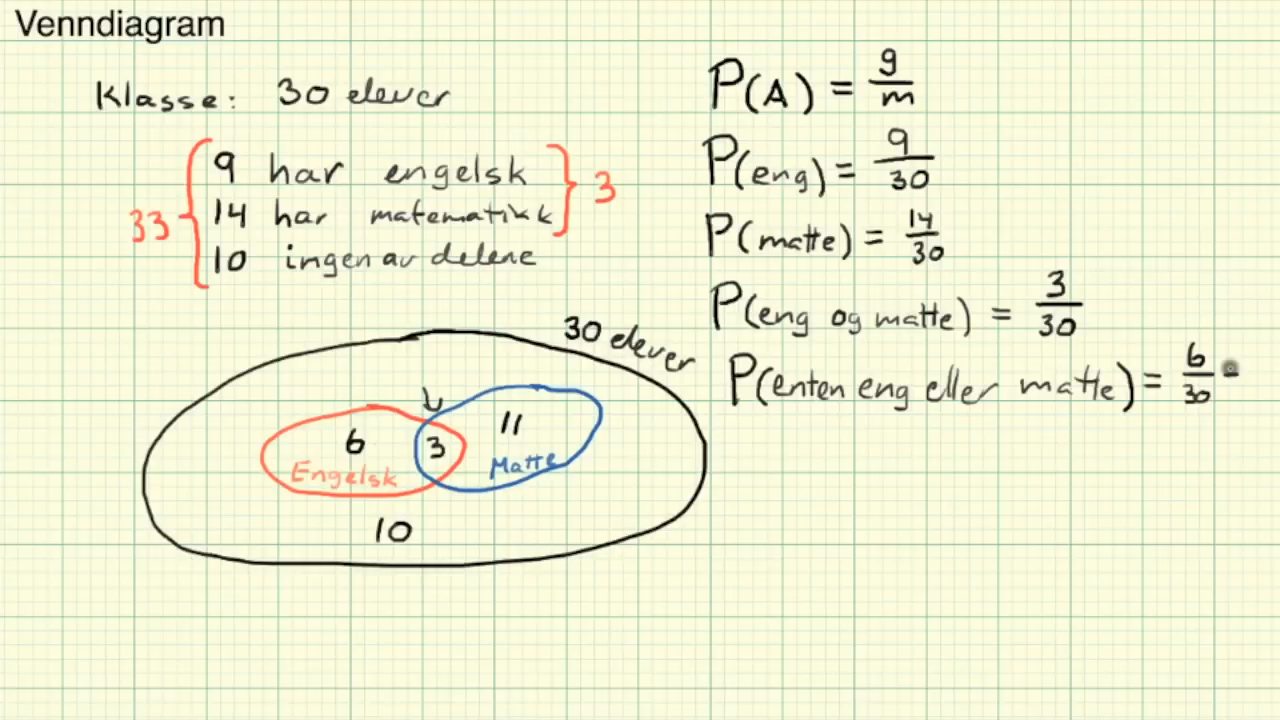 Venndiagram
Klasse: 30 elever
33
9 har engelsk
14 har matematikk
10 ingen av delene
3
30 elever
6
3
11
Engelsk
Matte
10
P(A) = g/m
P(eng) = 9/30
P(matte) = 14/30
P(eng og matte) = 3/30
P(enten eng eller matte) = 6/30 -